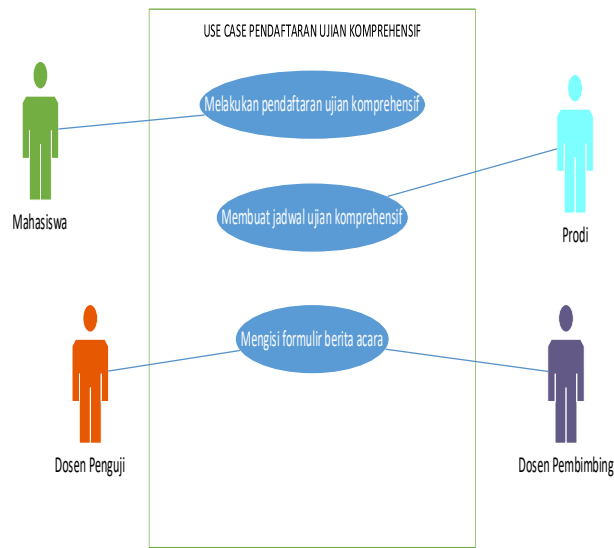 USE CASE PENDAFTARAN UJIAN KOMPREHENSIF
Melakukan pendaftaran ujian komprehensif
Mahasiswa
Membuat jadwal ujian komprehensif
Prodi
Mengisi formulir berita acara
Dosen Penguji
Dosen Pembimbing